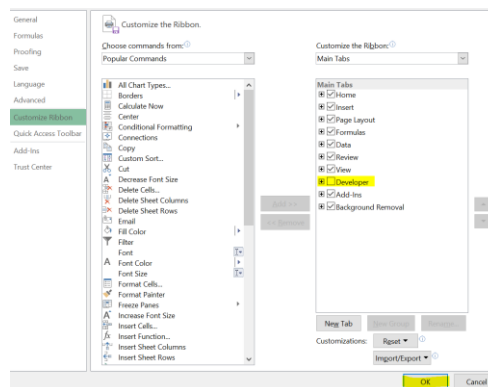 General
Formulas
Proofing
Save
Language
Advanced
Customize Ribbon
Quick Access Toolbar
Add-Ins
Trust Center
Customize the Ribbon.
Choose commands from:
Popular Commands
All Chart Types...
Borders
Calculate Now
Center
Conditional Formatting
Connections
Copy
Custom Sort...
Cut
Decrease Font Size
Delete Cells...
Delete Sheet Columns
Delete Sheet Rows
Email
Fill Color
Filter
Font
Font Color
Font Size
Format Cells...
Format Painter
Freeze Panes
Increase Font Size
Insert Cells...
Insert Function...
Insert Sheet Columns
Insert Sheet Rows
Add >>
<< Remove
Customize the Ribbon:
Main Tabs
Main Tabs
Home
Insert
Page Layout
Formulas
Data
Review
View
Developer
Add-Ins
Background Removal
New Tab
New Group
Rename...
Customizations:
Reset
Import/Export
OK
Cancel